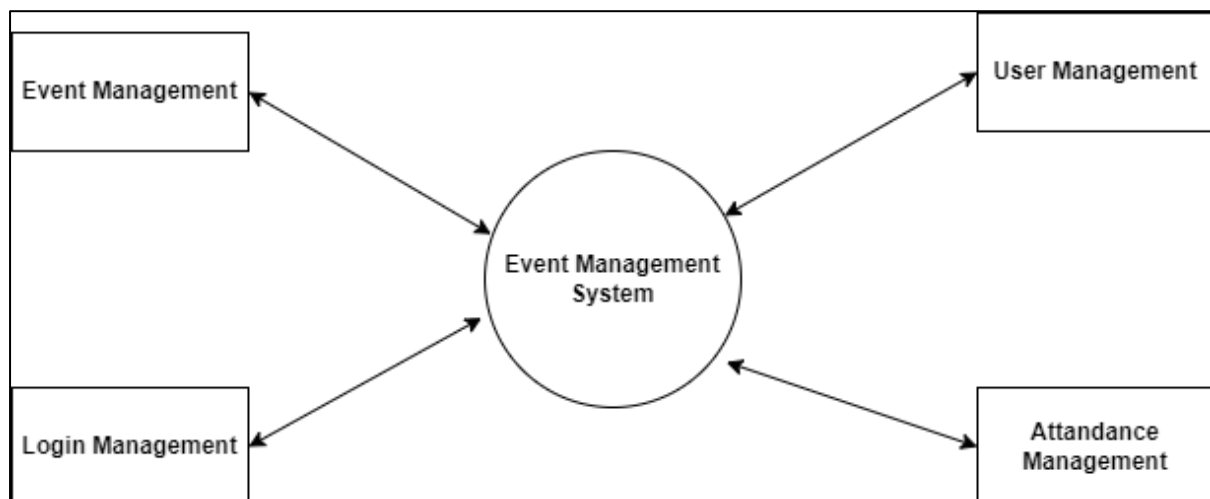 Event Management
User Management
Event Management
System
Login Management
Attandance
Management